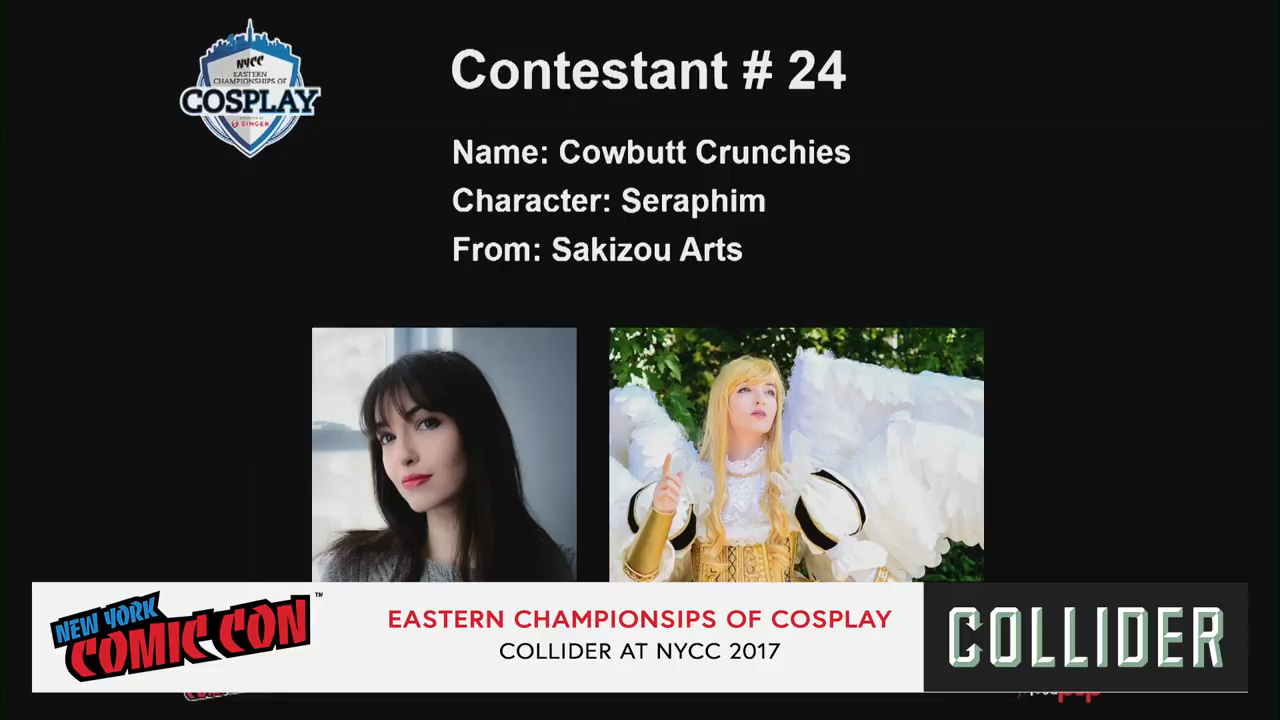 Contestant # 24
NYCC
EASTERN
CHAMPIONSHIPS OF
COSPLAY
SINGER
Name: Cowbutt Crunchies
Character: Seraphim
From: Sakizou Arts
NEW YORK
COMIC CON
TM
EASTERN CHAMPIONSIPS OF COSPLAY
COLLIDER AT NYCC 2017
COLLIDER